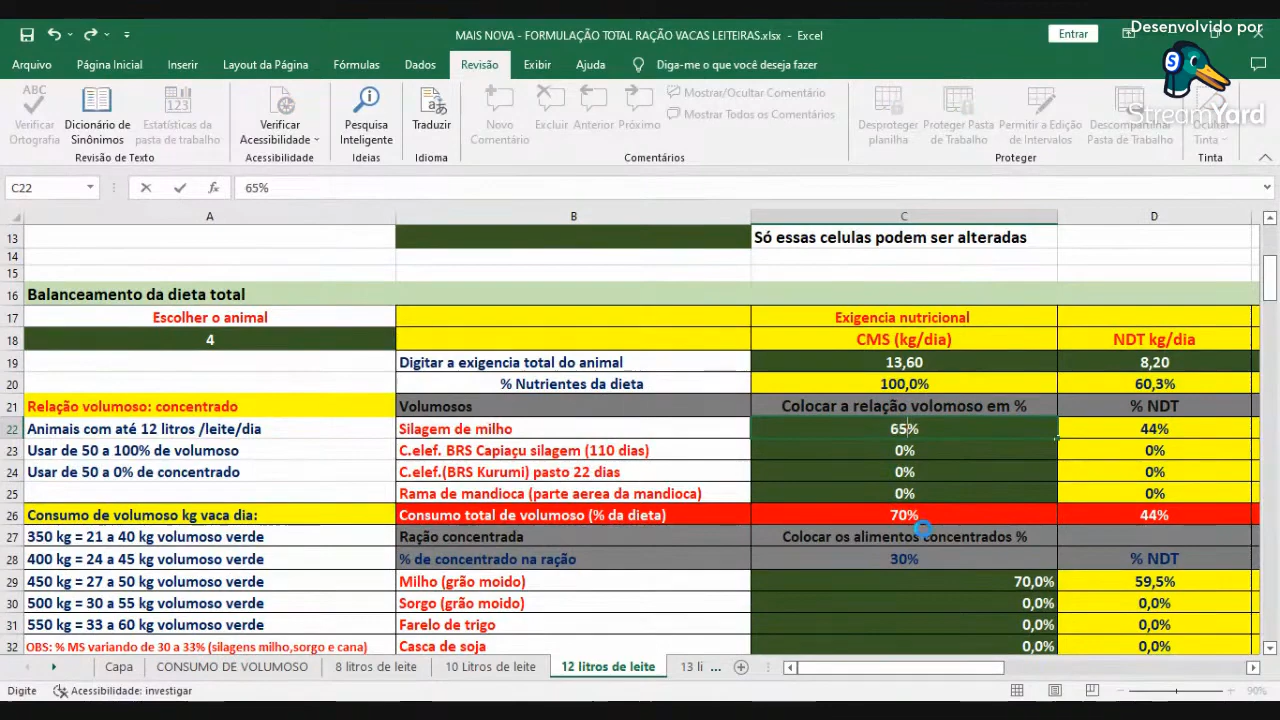 Desenvolvido por
StreamYard
MAIS NOVA - FORMULAÇÃO TOTAL RAÇÃO VACAS LEITEIRAS.xlsx - Excel
Entrar
Arquivo Página Inicial Inserir Layout da Página Fórmulas Dados Revisão Exibir Ajuda Diga-me o que você deseja fazer
Verificar Ortografia
Dicionário de Sinônimos
Estatísticas da pasta de trabalho
Verificar Acessibilidade
Pesquisa Inteligente
Traduzir
Novo Comentário
Excluir Anterior Próximo
Mostrar/Ocultar Comentário
Mostrar Todos os Comentários
Desproteger planilha
Proteger Pasta de Trabalho
Permitir a Edição de Intervalos
Descompartilhar Pasta de Trabalho
Ocultar Tinta
Revisão de Texto Acessibilidade Ideias Idioma Comentários Proteger Tinta
C22 fx 65%
A B C D
13 Só essas celulas podem ser alteradas
14
15
16 Balanceamento da dieta total
17 Escolher o animal Exigencia nutricional
18 4 CMS (kg/dia) NDT kg/dia
19 Digitar a exigencia total do animal 13,60 8,20
20 % Nutrientes da dieta 100,0% 60,3%
21 Relação volumoso: concentrado Volumosos Colocar a relação volomoso em % % NDT
22 Animais com até 12 litros /leite/dia Silagem de milho 65% 44%
23 Usar de 50 a 100% de volumoso C.elef. BRS Capiaçu silagem (110 dias) 0% 0%
24 Usar de 50 a 0% de concentrado C.elef.(BRS Kurumi) pasto 22 dias 0% 0%
25 Rama de mandioca (parte aerea da mandioca) 0% 0%
26 Consumo de volumoso kg vaca dia: Consumo total de volumoso (% da dieta) 70% 44%
27 350 kg = 21 a 40 kg volumoso verde Ração concentrada Colocar os alimentos concentrados %
28 400 kg = 24 a 45 kg volumoso verde % de concentrado na ração 30% % NDT
29 450 kg = 27 a 50 kg volumoso verde Milho (grão moido) 70,0% 59,5%
30 500 kg = 30 a 55 kg volumoso verde Sorgo (grão moido) 0,0% 0,0%
31 550 kg = 33 a 60 kg volumoso verde Farelo de trigo 0,0% 0,0%
32 OBS: % MS variando de 30 a 33% (silagens milho,sorgo e cana) Casca de soja 0,0% 0,0%
Capa CONSUMO DE VOLUMOSO 8 litros de leite 10 Litros de leite 12 litros de leite 13 li ...
Digite Acessibilidade: investigar 90%